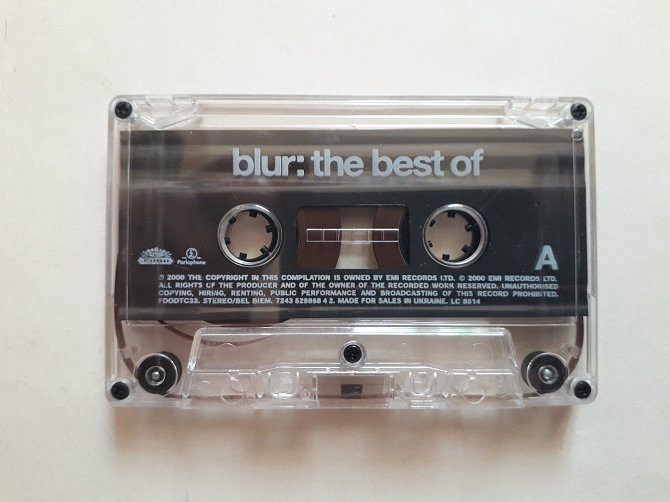 blur: the best of
A
Parlophone
℗ 2000 THE COPYRIGHT IN THIS COMPILATION IS OWNED BY EMI RECORDS LTD. © 2000 EMI RECORDS LTD.
ALL RIGHTS OF THE PRODUCER AND OF THE OWNER OF THE RECORDED WORK RESERVED. UNAUTHORISED
COPYING, HIRING, RENTING, PUBLIC PERFORMANCE AND BROADCASTING OF THIS RECORD PROHIBITED.
FOODTC33. STEREO/BEL BIEM. 7243 529868 4 2. MADE FOR SALES IN UKRAINE. LC 8514